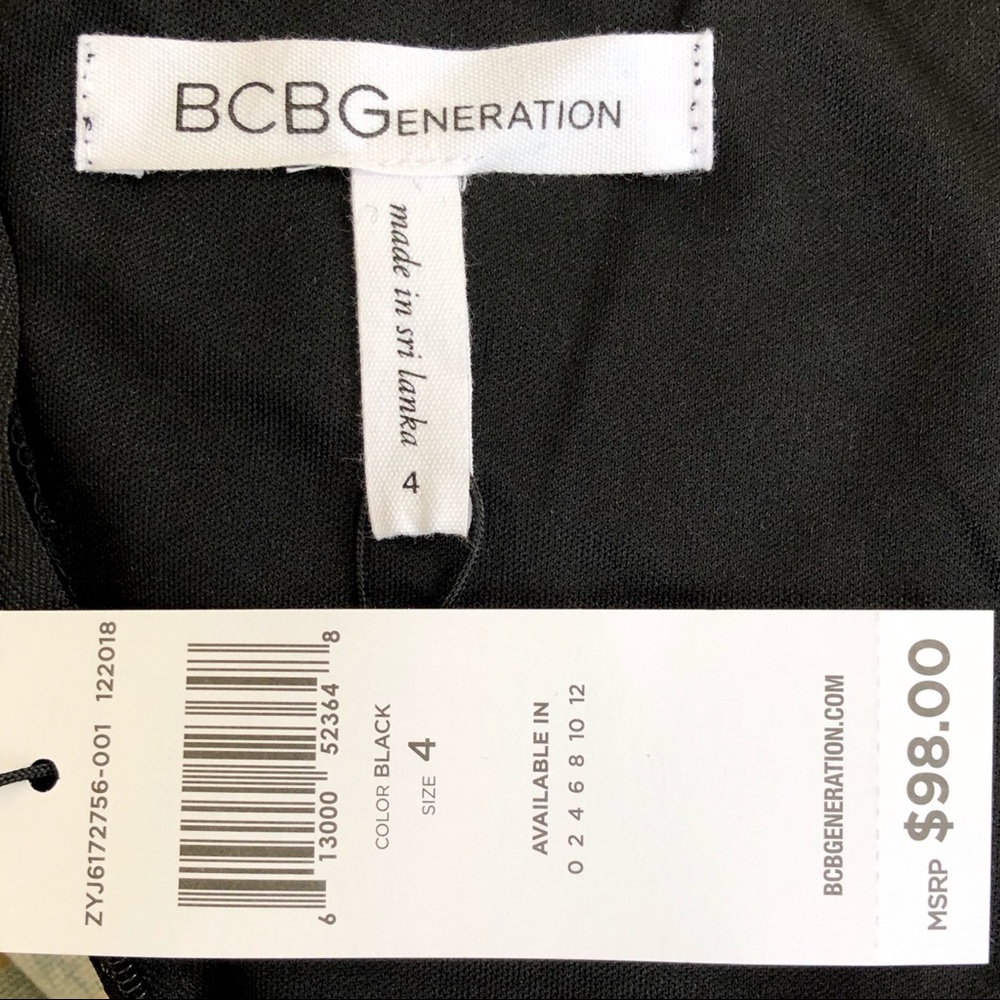 BCBGENERATION
made in sri lanka
4
ZYJ6172756-001 122018
6 13000 52364 8
COLOR BLACK
SIZE 4
AVAILABLE IN
0 2 4 6 8 10 12
BCBGENERATION.COM
MSRP $98.00